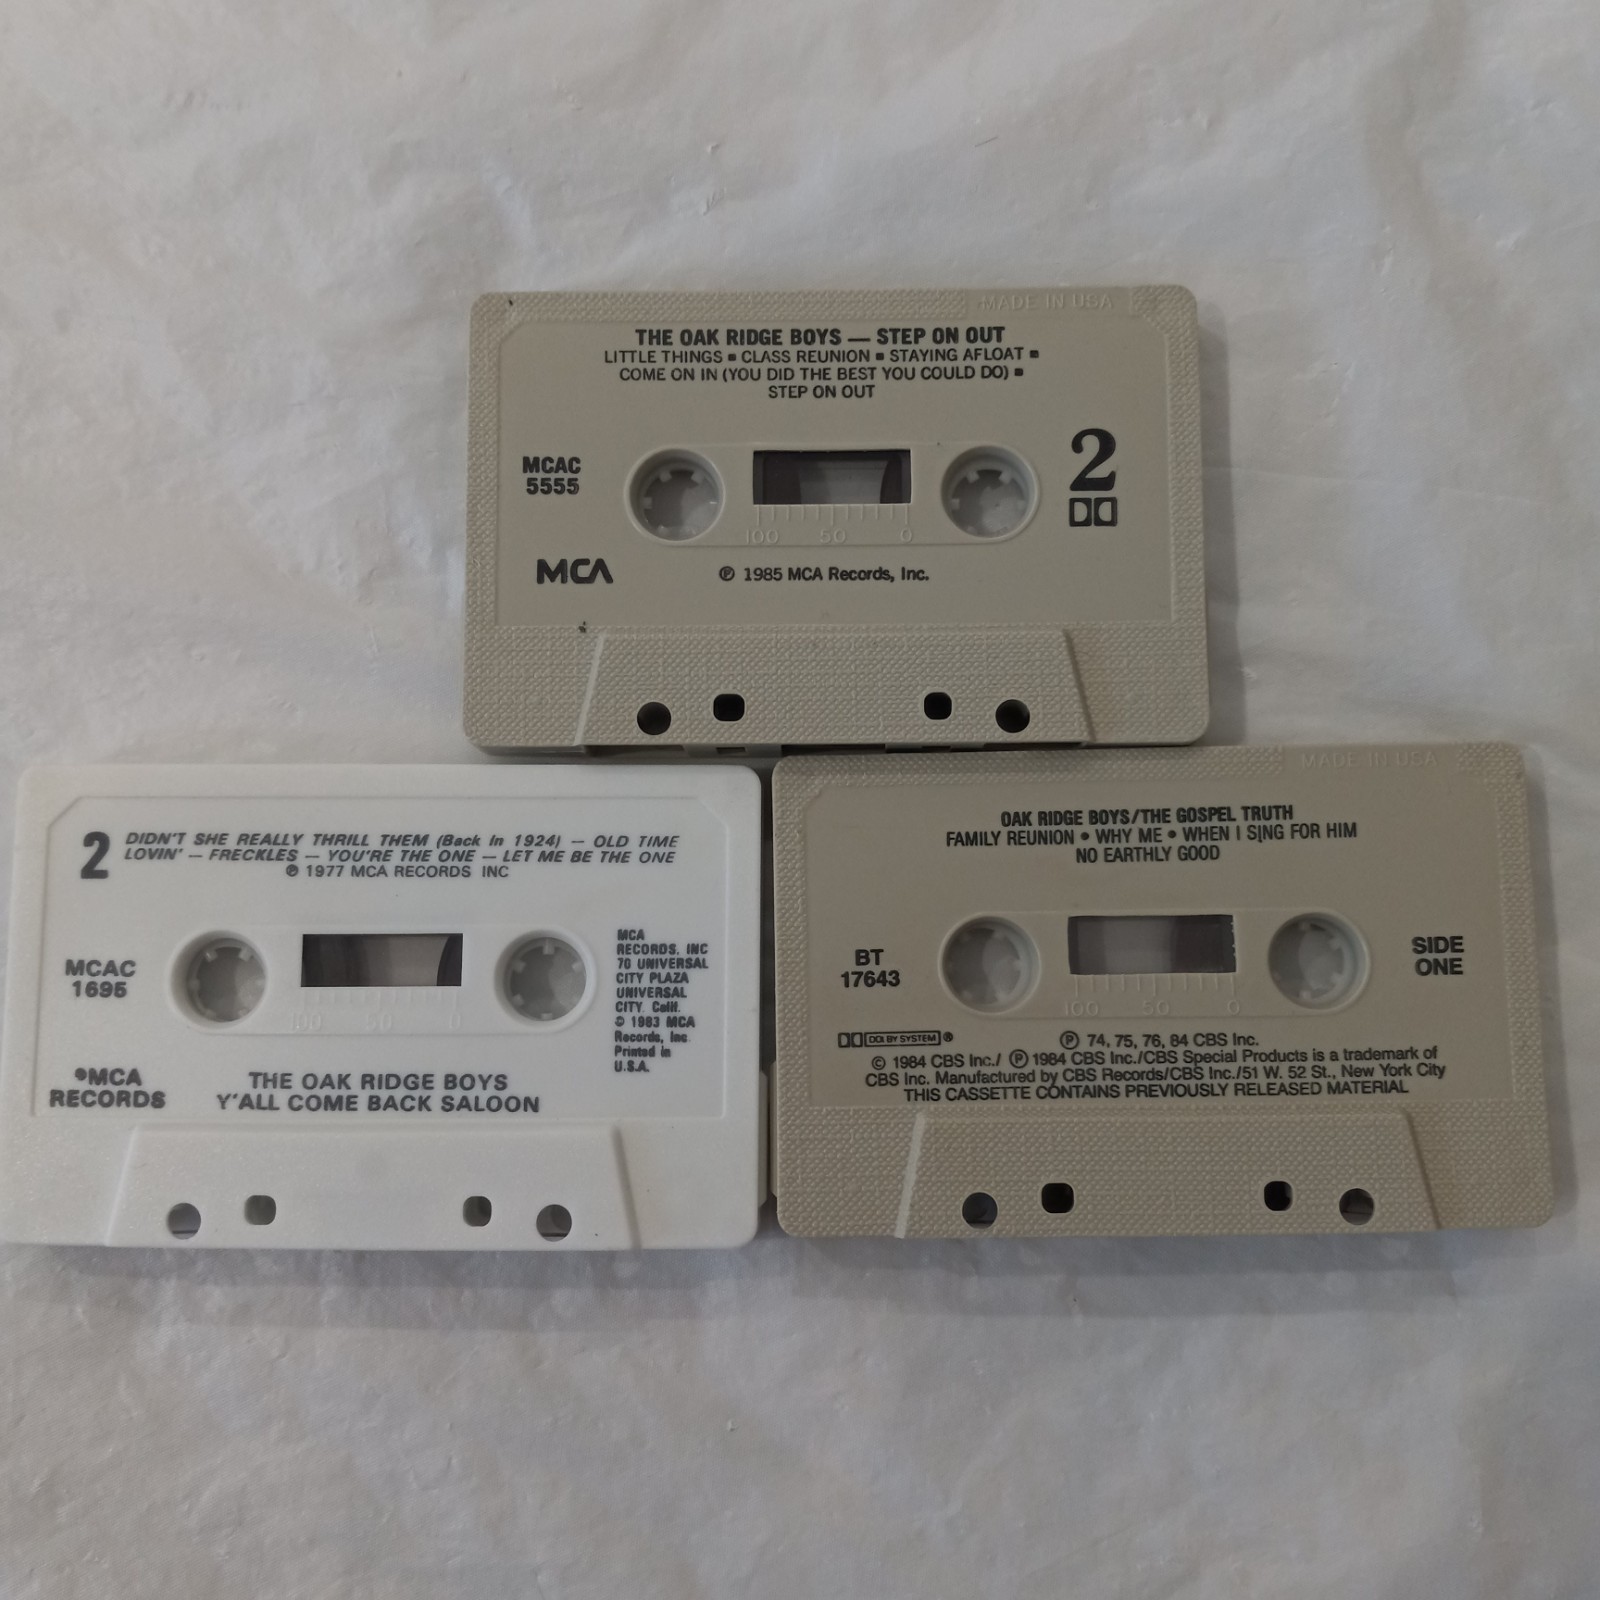 MADE IN USA
THE OAK RIDGE BOYS — STEP ON OUT
LITTLE THINGS ■ CLASS REUNION ■ STAYING AFLOAT ■
COME ON IN (YOU DID THE BEST YOU COULD DO) ■
STEP ON OUT
MCAC
5555
2
100 50 0
MCA
℗ 1985 MCA Records, Inc.
2
DIDN'T SHE REALLY THRILL THEM (Back In 1924) — OLD TIME
LOVIN' — FRECKLES — YOU'RE THE ONE — LET ME BE THE ONE
℗ 1977 MCA RECORDS INC
MCAC
1695
MCA
RECORDS, INC
70 UNIVERSAL
CITY PLAZA
UNIVERSAL
CITY Calif.
© 1983 MCA
Records, Inc.
Printed in
U.S.A.
100 50 0
MCA
RECORDS
THE OAK RIDGE BOYS
Y'ALL COME BACK SALOON
MADE IN USA
OAK RIDGE BOYS/THE GOSPEL TRUTH
FAMILY REUNION • WHY ME • WHEN I SING FOR HIM
NO EARTHLY GOOD
BT
17643
SIDE
ONE
100 50 0
DOLBY SYSTEM®
℗ 74, 75, 76, 84 CBS Inc.
© 1984 CBS Inc./ ℗ 1984 CBS Inc./CBS Special Products is a trademark of
CBS Inc. Manufactured by CBS Records/CBS Inc./51 W. 52 St., New York City
THIS CASSETTE CONTAINS PREVIOUSLY RELEASED MATERIAL